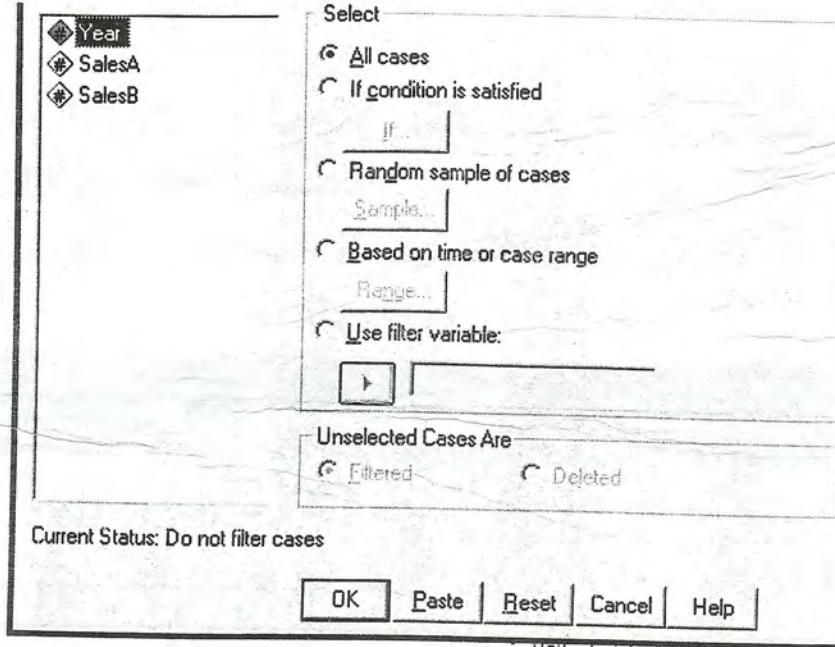 Year
SalesA
SalesB
Select
All cases
If condition is satisfied
If...
Random sample of cases
Sample...
Based on time or case range
Range...
Use filter variable:
Unselected Cases Are
Filtered
Deleted
Current Status: Do not filter cases
OK
Paste
Reset
Cancel
Help